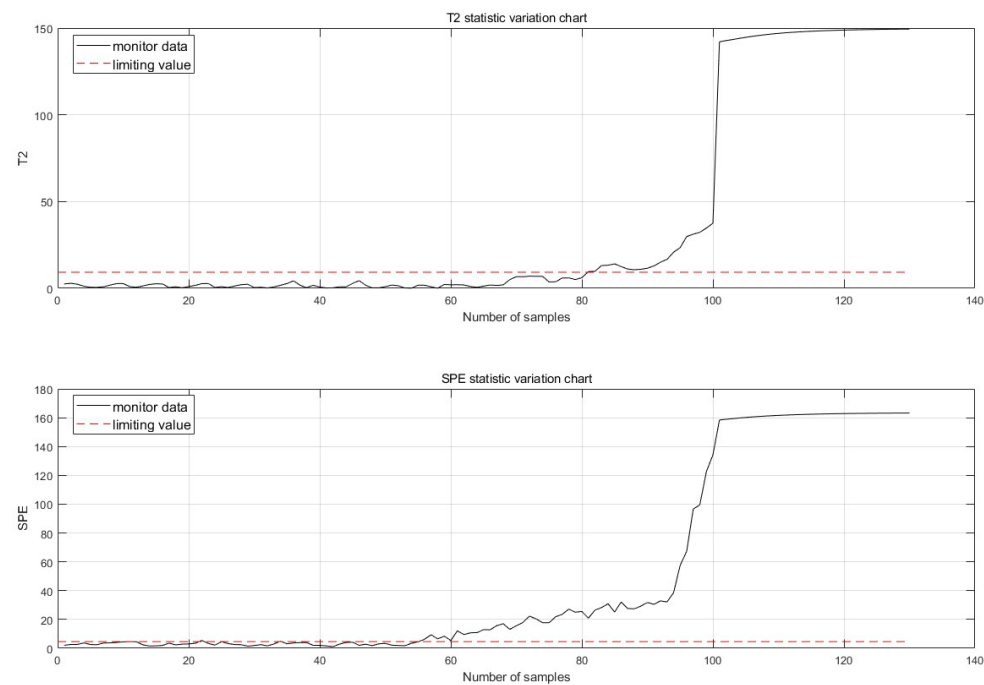 T2 statistic variation chart
monitor data
limiting value
150
100
50
0
T2
0 20 40 60 80 100 120 140
Number of samples
SPE statistic variation chart
monitor data
limiting value
180
160
140
120
100
80
60
40
20
0
SPE
0 20 40 60 80 100 120 140
Number of samples